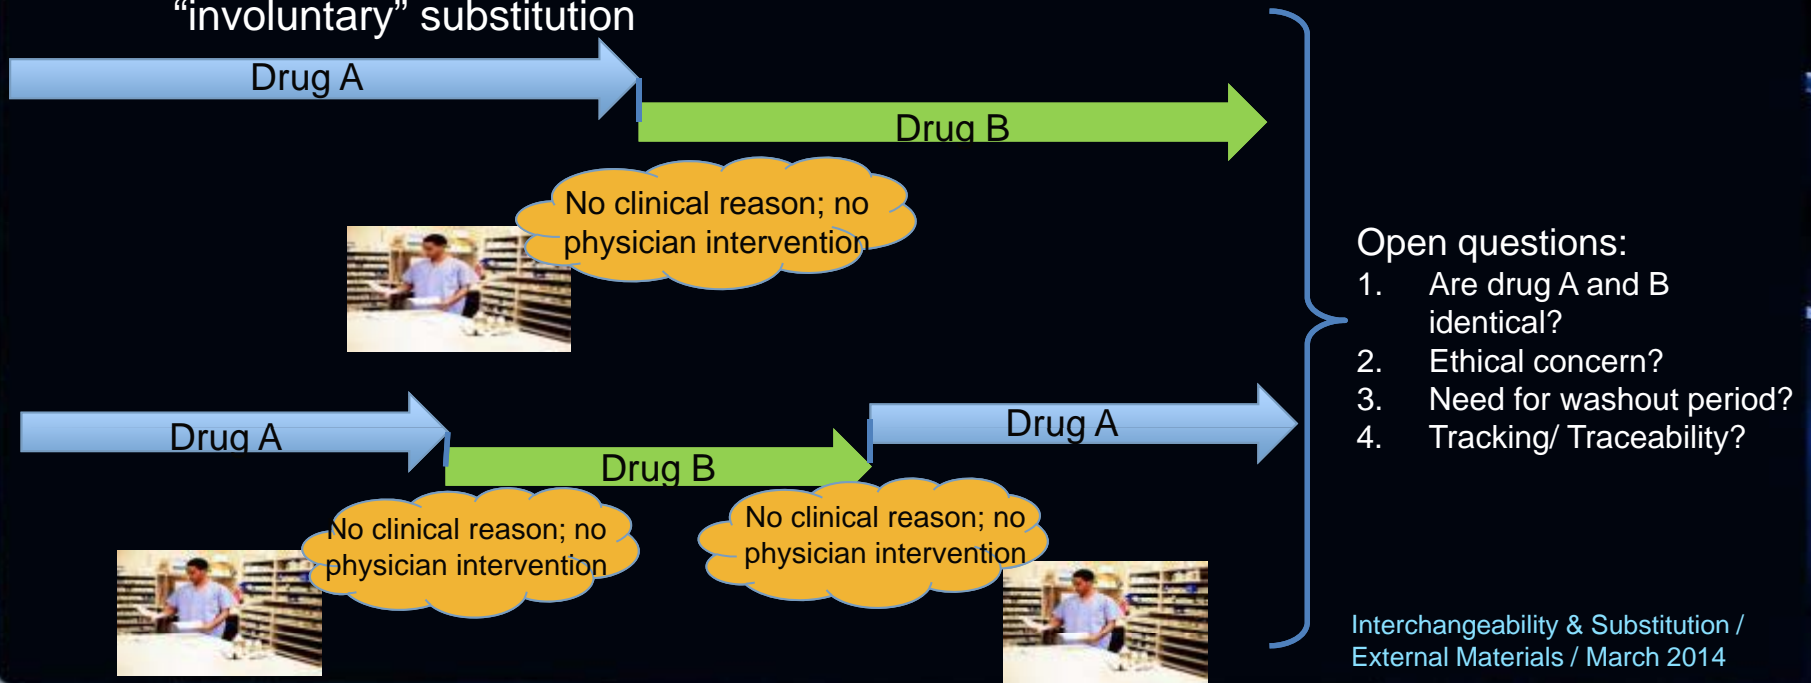 “involuntary” substitution
Drug A
Drug B
No clinical reason; no
physician intervention
Drug A
Drug B
Drug A
No clinical reason; no
physician intervention
No clinical reason; no
physician intervention
Open questions:
1. Are drug A and B
identical?
2. Ethical concern?
3. Need for washout period?
4. Tracking/ Traceability?
Interchangeability & Substitution /
External Materials / March 2014